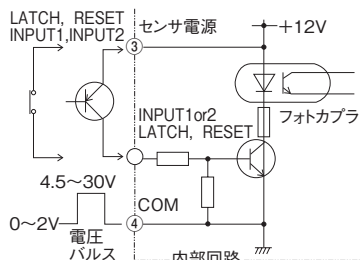 LATCH, RESET
INPUT1,INPUT2
③ センサ電源
+12V
フォトカプラ
INPUT1or2
LATCH, RESET
4.5～30V
COM
0～2V
④
電圧
パルス
内部回路